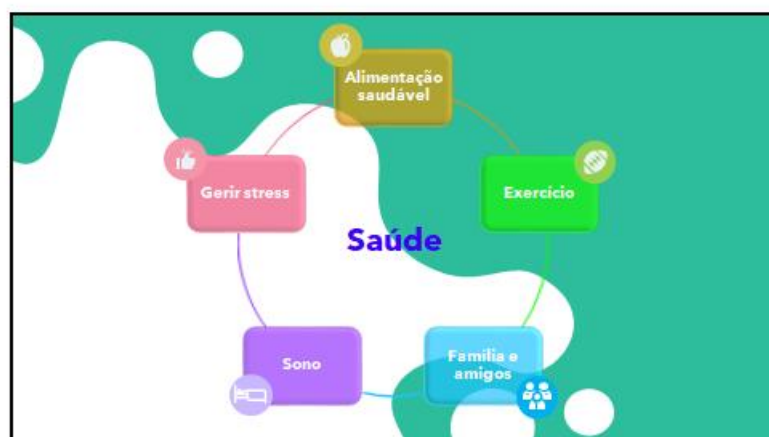 Alimentação
saudável
Gerir stress
Exercício
Saúde
Sono
Família e
amigos